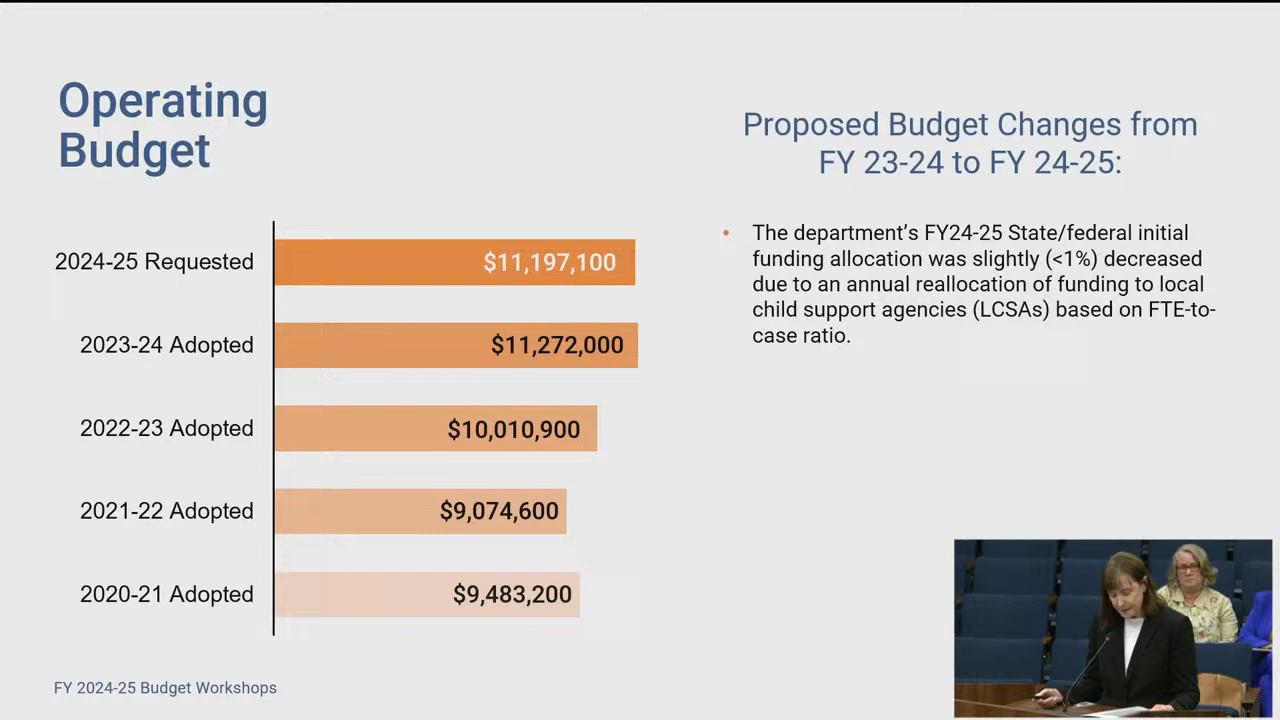 Operating
Budget
Proposed Budget Changes from
FY 23-24 to FY 24-25:
2024-25 Requested $11,197,100
2023-24 Adopted $11,272,000
2022-23 Adopted $10,010,900
2021-22 Adopted $9,074,600
2020-21 Adopted $9,483,200
• The department's FY24-25 State/federal initial
funding allocation was slightly (<1%) decreased
due to an annual reallocation of funding to local
child support agencies (LCSAs) based on FTE-to-
case ratio.
FY 2024-25 Budget Workshops